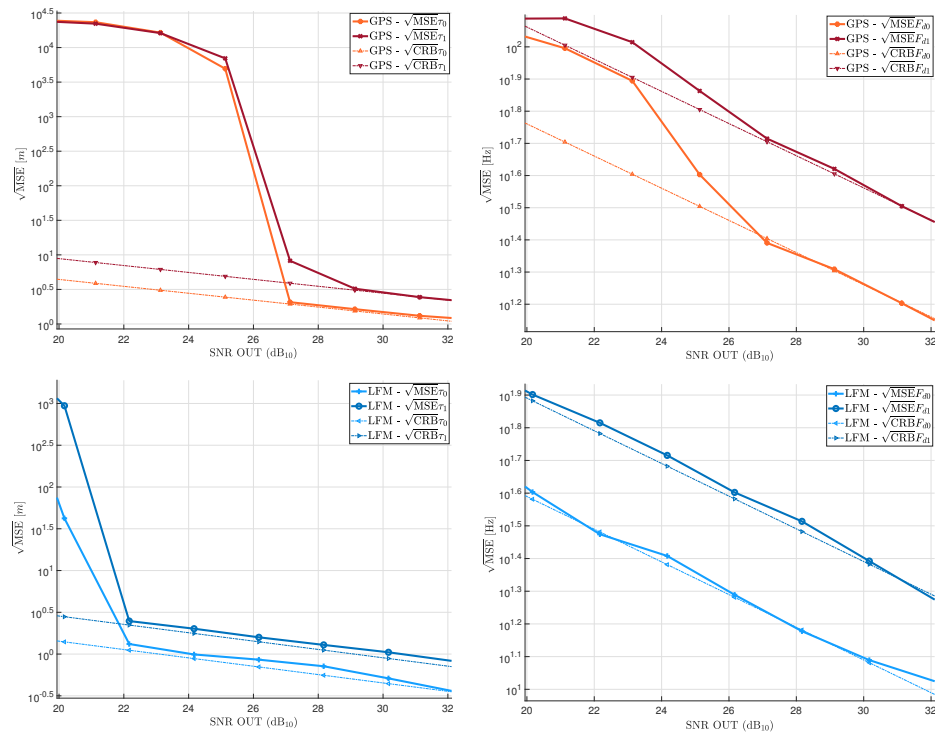 10^4.5
10^4
10^3.5
10^3
10^2.5
10^2
10^1.5
10^1
10^0.5
10^0
√MSE [m]
20 22 24 26 28 30 32
SNR OUT (dB₁₀)
GPS - √MSEτ₀
GPS - √MSEτ₁
GPS - √CRBτ₀
GPS - √CRBτ₁
10^2
10^1.9
10^1.8
10^1.7
10^1.6
10^1.5
10^1.4
10^1.3
10^1.2
√MSE [Hz]
20 22 24 26 28 30 32
SNR OUT (dB₁₀)
GPS - √MSEF_d0
GPS - √MSEF_d1
GPS - √CRBF_d0
GPS - √CRBF_d1
10^3
10^2.5
10^2
10^1.5
10^1
10^0.5
10^0
10^-0.5
√MSE [m]
20 22 24 26 28 30 32
SNR OUT (dB₁₀)
LFM - √MSEτ₀
LFM - √MSEτ₁
LFM - √CRBτ₀
LFM - √CRBτ₁
10^1.9
10^1.8
10^1.7
10^1.6
10^1.5
10^1.4
10^1.3
10^1.2
10^1.1
10^1
√MSE [Hz]
20 22 24 26 28 30 32
SNR OUT (dB₁₀)
LFM - √MSEF_d0
LFM - √MSEF_d1
LFM - √CRBF_d0
LFM - √CRBF_d1